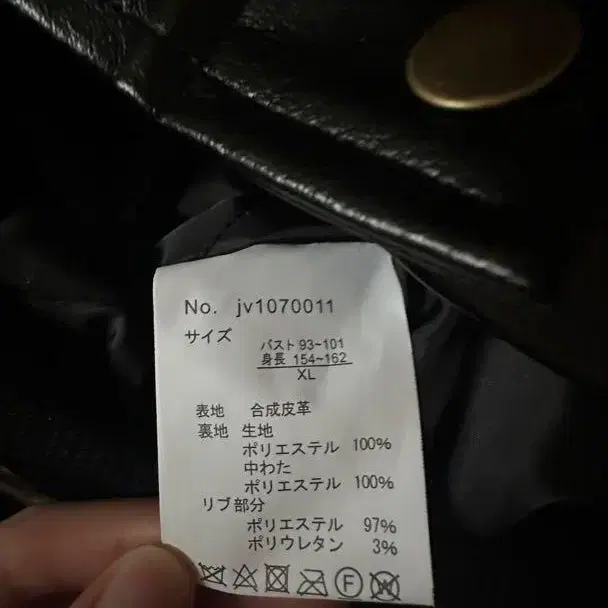 No. jv1070011
サイズ
バスト 93~101
身長 154~162
XL
表地 合成皮革
裏地 生地
ポリエステル 100%
中わた
ポリエステル 100%
リブ部分
ポリエステル 97%
ポリウレタン 3%
F